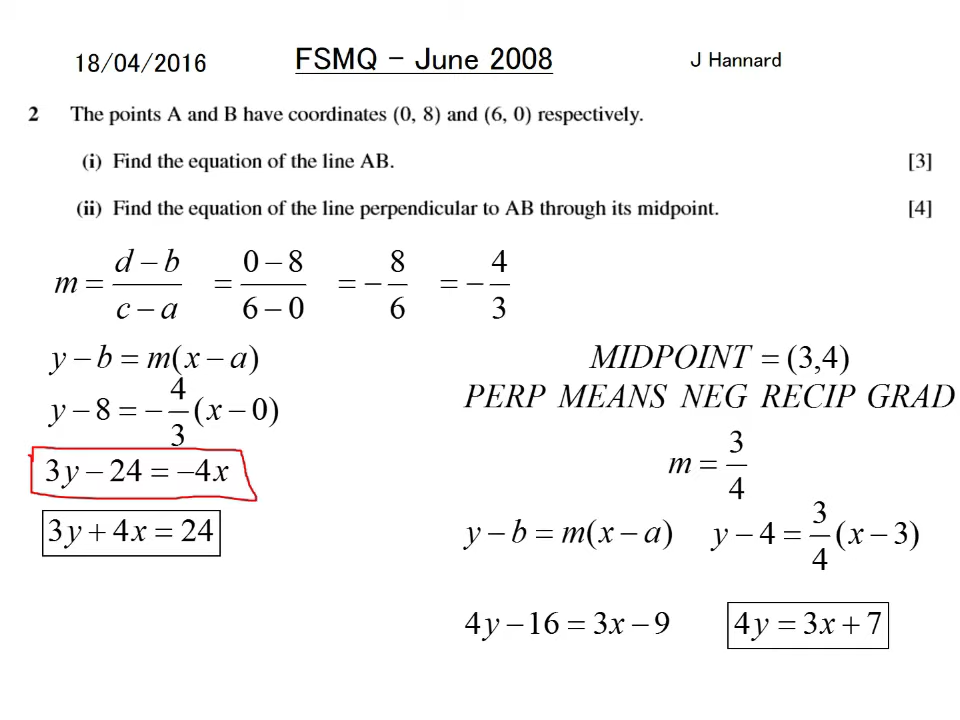 18/04/2016 FSMQ – June 2008 J Hannard
2 The points A and B have coordinates (0, 8) and (6, 0) respectively.
(i) Find the equation of the line AB. [3]
(ii) Find the equation of the line perpendicular to AB through its midpoint. [4]
m = (d − b)/(c − a) = (0 − 8)/(6 − 0) = − 8/6 = − 4/3
y − b = m(x − a)
y − 8 = − 4/3 (x − 0)
3y − 24 = −4x
3y + 4x = 24
MIDPOINT = (3,4)
PERP MEANS NEG RECIP GRAD
m = 3/4
y − b = m(x − a) y − 4 = 3/4 (x − 3)
4y − 16 = 3x − 9 4y = 3x + 7